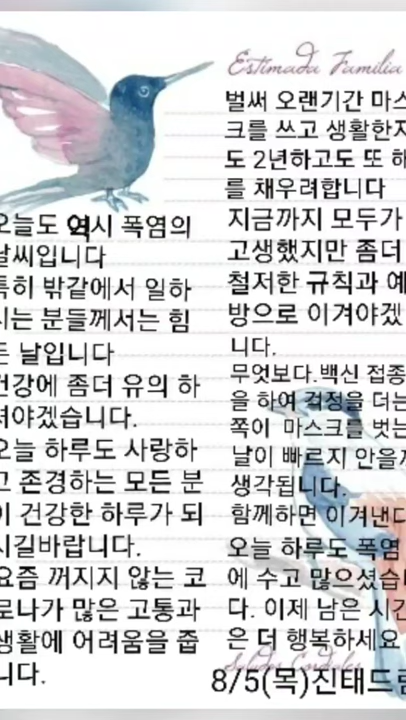 오늘도 역시 폭염의
날씨입니다
특히 밖같에서 일하
시는 분들께서는 힘
든 날입니다
건강에 좀더 유의 하
셔야겠습니다.
오늘 하루도 사랑하
고 존경하는 모든 분
이 건강한 하루가 되
시길바랍니다.
요즘 꺼지지 않는 코
로나가 많은 고통과
생활에 어려움을 줍
니다.
Estimada Familia
벌써 오랜기간 마스
크를 쓰고 생활한지
도 2년하고도 또 해
를 채우려합니다
지금까지 모두가
고생했지만 좀더
철저한 규칙과 예
방으로 이겨야겠
니다.
무엇보다 백신 접종
을 하여 걱정을 더는
쪽이 마스크를 벗는
날이 빠르지 안을까
생각됩니다.
함께하면 이겨낸다
오늘 하루도 폭염
에 수고 많으셨습니
다. 이제 남은 시간
은 더 행복하세요
Saludos Cordiales
8/5(목)진태드림